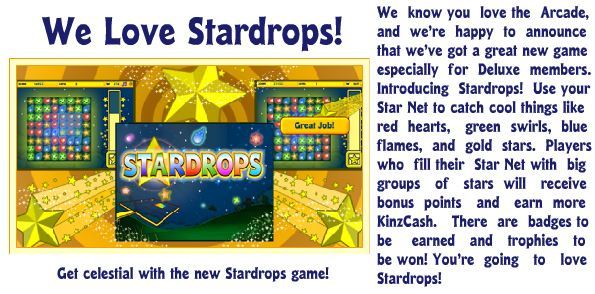 We Love Stardrops!
Great Job!
STARDROPS
Get celestial with the new Stardrops game!
We know you love the Arcade,
and we're happy to announce
that we've got a great new game
especially for Deluxe members.
Introducing Stardrops! Use your
Star Net to catch cool things like
red hearts, green swirls, blue
flames, and gold stars. Players
who fill their Star Net with big
groups of stars will receive
bonus points and earn more
KinzCash. There are badges to
be earned and trophies to
be won! You're going to love
Stardrops!